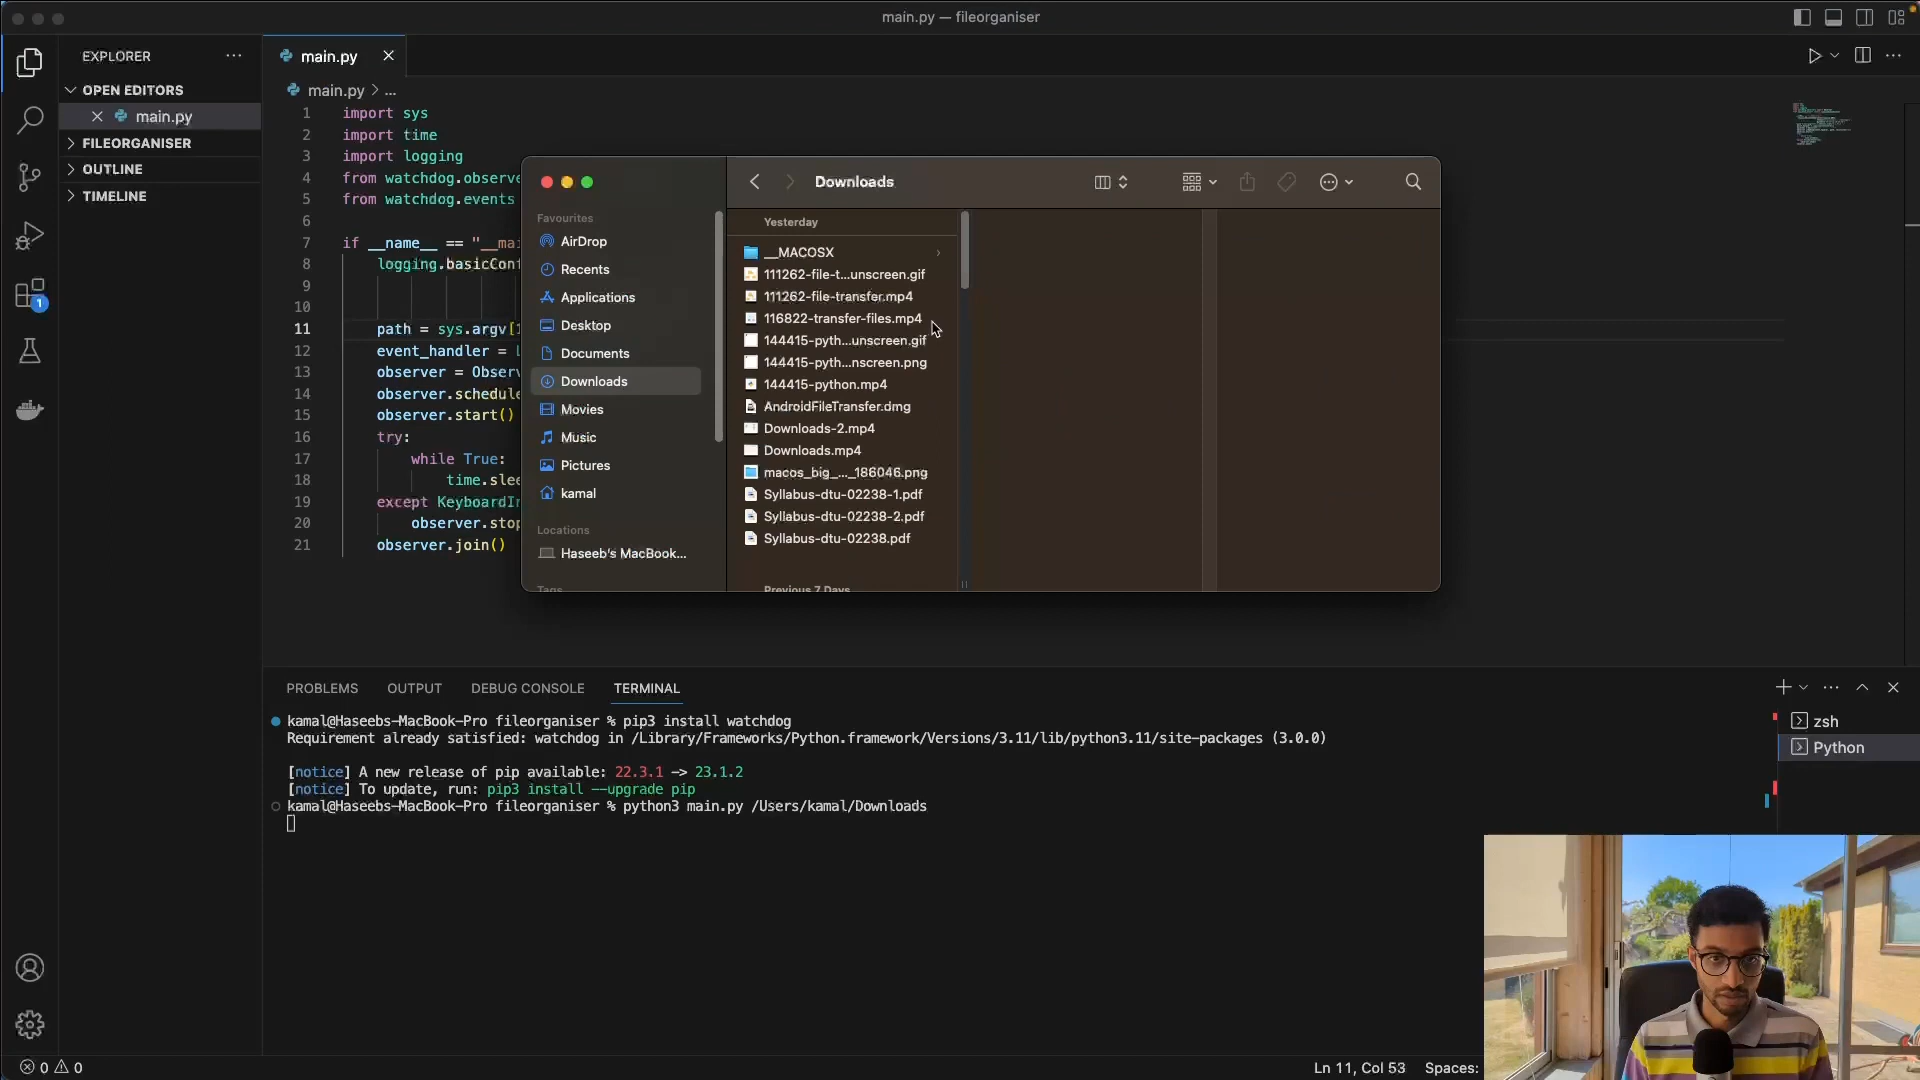 main.py — fileorganiser
EXPLORER
OPEN EDITORS
main.py
FILEORGANISER
OUTLINE
TIMELINE
1
main.py
main.py > ...
1 import sys
2 import time
3 import logging
4 from watchdog.observe
5 from watchdog.events
6
7 if __name__ == "__mai
8 logging.basicConf
9
10
11 path = sys.argv[1
12 event_handler = L
13 observer = Observ
14 observer.schedule
15 observer.start()
16 try:
17 while True:
18 time.slee
19 except KeyboardIn
20 observer.stop
21 observer.join()
Downloads
Favourites
AirDrop
Recents
Applications
Desktop
Documents
Downloads
Movies
Music
Pictures
kamal
Locations
Haseeb's MacBook...
Tags
Yesterday
__MACOSX
111262-file-t...unscreen.gif
111262-file-transfer.mp4
116822-transfer-files.mp4
144415-pyth...unscreen.gif
144415-pyth...nscreen.png
144415-python.mp4
AndroidFileTransfer.dmg
Downloads-2.mp4
Downloads.mp4
macos_big_..._186046.png
Syllabus-dtu-02238-1.pdf
Syllabus-dtu-02238-2.pdf
Syllabus-dtu-02238.pdf
Previous 7 Days
PROBLEMS OUTPUT DEBUG CONSOLE TERMINAL
kamal@Haseebs-MacBook-Pro fileorganiser % pip3 install watchdog
Requirement already satisfied: watchdog in /Library/Frameworks/Python.framework/Versions/3.11/lib/python3.11/site-packages (3.0.0)
[notice] A new release of pip available: 22.3.1 -> 23.1.2
[notice] To update, run: pip3 install --upgrade pip
kamal@Haseebs-MacBook-Pro fileorganiser % python3 main.py /Users/kamal/Downloads
zsh
Python
0 0
Ln 11, Col 53 Spaces: